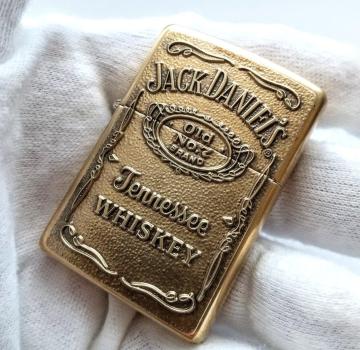 JACK DANIEL'S
Old
NO.7
BRAND
Tennessee
WHISKEY